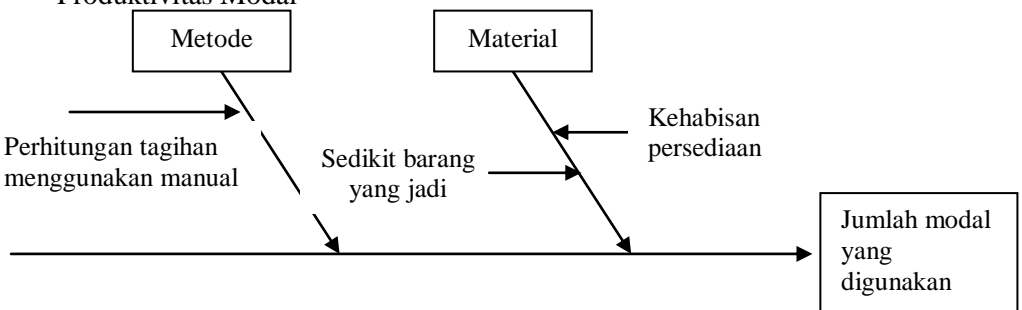 Produktivitas Modal
Metode
Material
Perhitungan tagihan
menggunakan manual
Sedikit barang
yang jadi
Kehabisan
persediaan
Jumlah modal
yang
digunakan